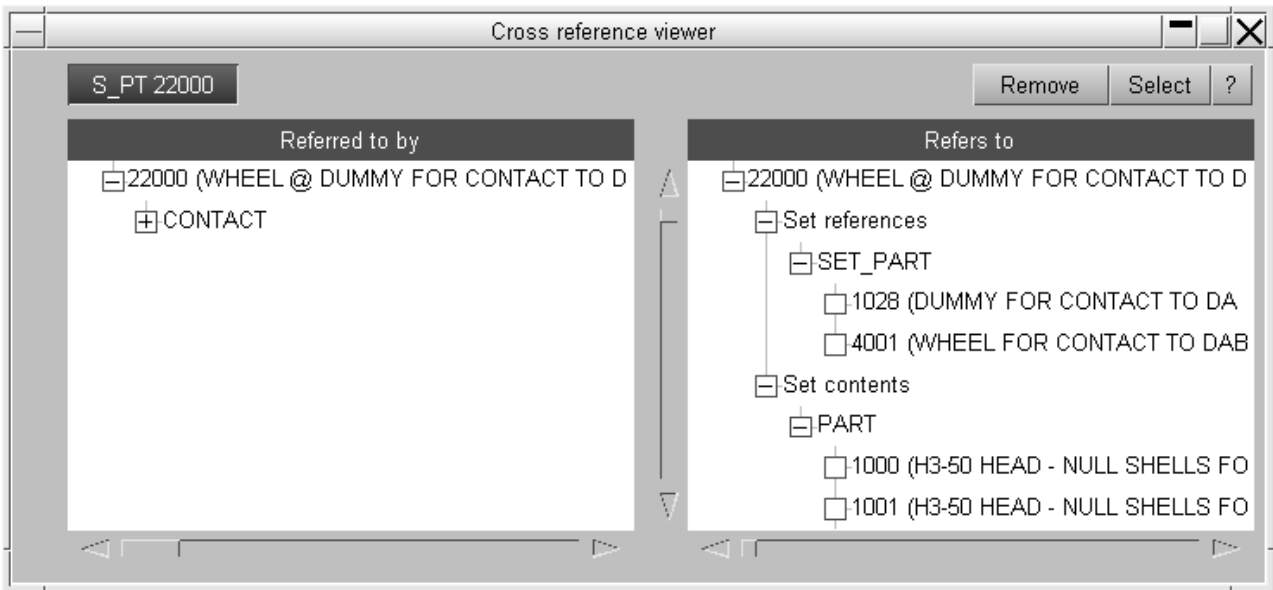 Cross reference viewer
S_PT 22000
Remove
Select
?
Referred to by
22000 (WHEEL @ DUMMY FOR CONTACT TO D
CONTACT
Refers to
22000 (WHEEL @ DUMMY FOR CONTACT TO D
Set references
SET_PART
1028 (DUMMY FOR CONTACT TO DA
4001 (WHEEL FOR CONTACT TO DAB
Set contents
PART
1000 (H3-50 HEAD - NULL SHELLS FO
1001 (H3-50 HEAD - NULL SHELLS FO